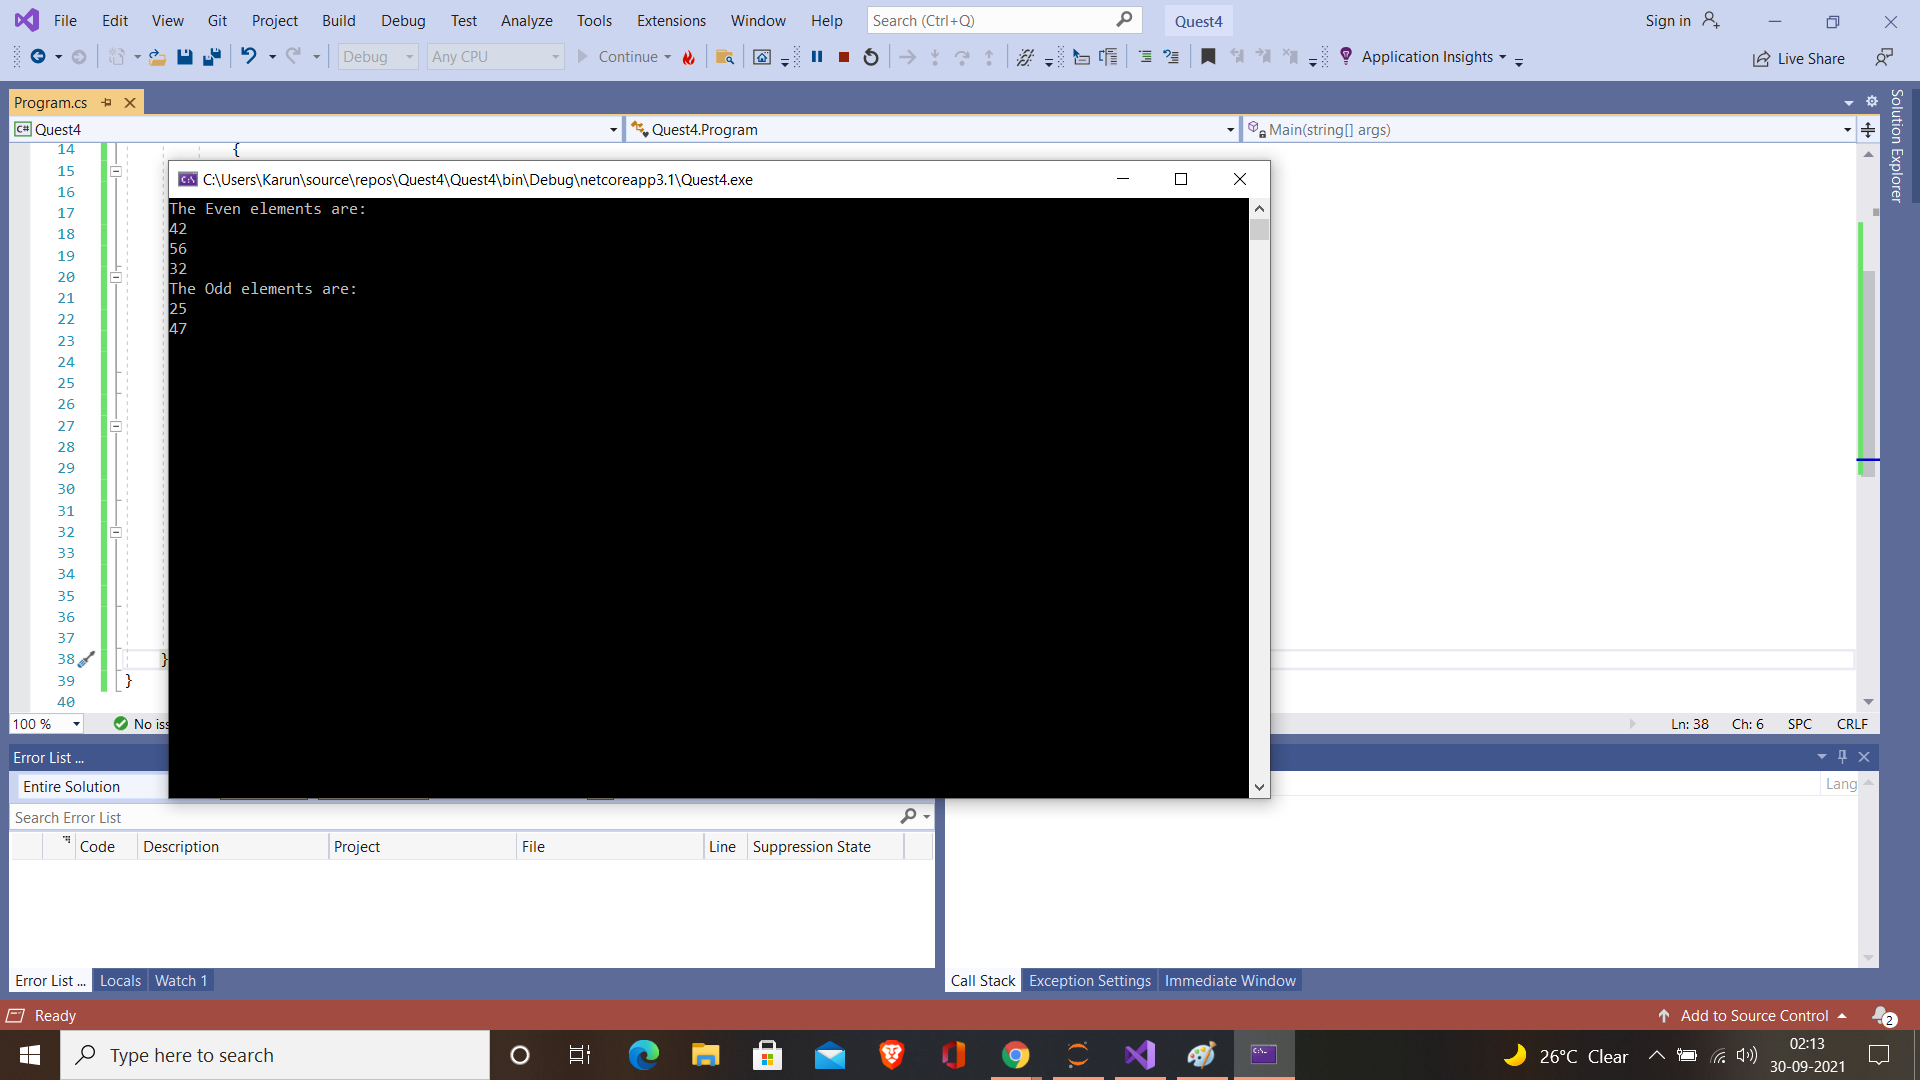 File Edit View Git Project Build Debug Test Analyze Tools Extensions Window Help Search (Ctrl+Q) Quest4 Sign in
Debug Any CPU Continue Application Insights Live Share
Program.cs
Solution Explorer
C# Quest4 Quest4.Program Main(string[] args)
14 {
15
C:\Users\Karun\source\repos\Quest4\Quest4\bin\Debug\netcoreapp3.1\Quest4.exe
16
The Even elements are:
17
42
18
56
19
32
20
The Odd elements are:
21
25
22
47
23
24
25
26
27
28
29
30
31
32
33
34
35
36
37
38 }
39 }
40
100 % No iss Ln: 38 Ch: 6 SPC CRLF
Error List ...
Entire Solution Lang
Search Error List
Code Description Project File Line Suppression State
Error List ... Locals Watch 1 Call Stack Exception Settings Immediate Window
Ready Add to Source Control 2
Type here to search 26°C Clear 02:13
30-09-2021